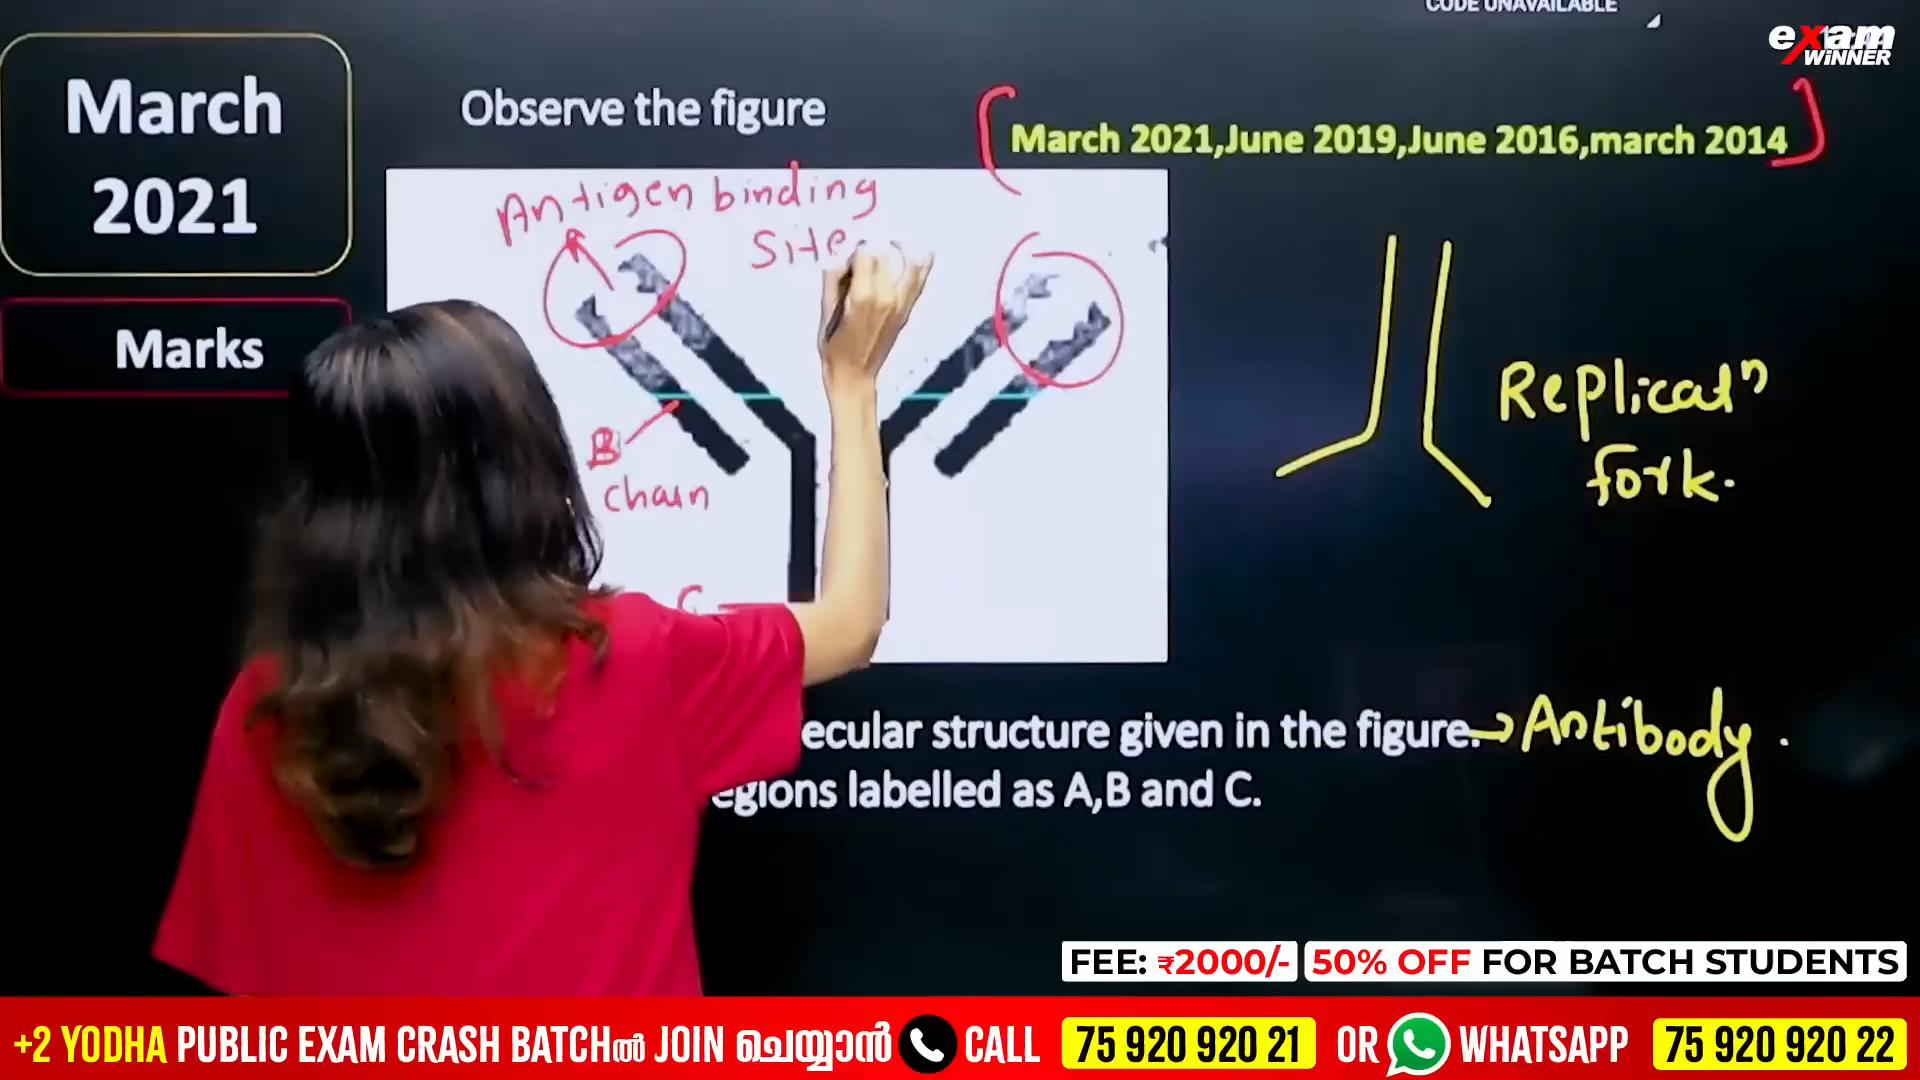 CODE UNAVAILABLE
exam
WiNNER
March
2021
Observe the figure
March 2021,June 2019,June 2016,march 2014
Marks
Antigen binding
Site
B
chain
C
Replicatn
fork.
ecular structure given in the figure. → Antibody.
egions labelled as A,B and C.
FEE: ₹2000/- 50% OFF FOR BATCH STUDENTS
+2 YODHA PUBLIC EXAM CRASH BATCHൽ JOIN ചെയ്യാൻ CALL 75 920 920 21 OR WHATSAPP 75 920 920 22